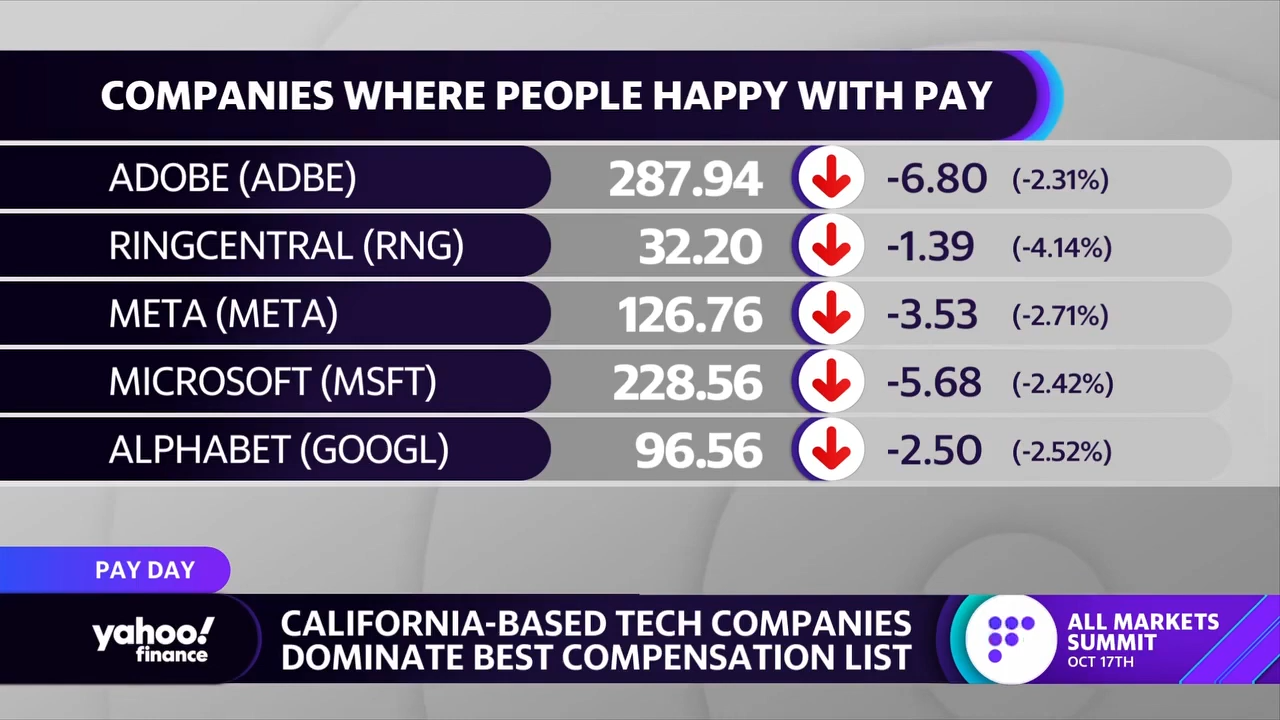 COMPANIES WHERE PEOPLE HAPPY WITH PAY
ADOBE (ADBE) 287.94 -6.80 (-2.31%)
RINGCENTRAL (RNG) 32.20 -1.39 (-4.14%)
META (META) 126.76 -3.53 (-2.71%)
MICROSOFT (MSFT) 228.56 -5.68 (-2.42%)
ALPHABET (GOOGL) 96.56 -2.50 (-2.52%)
PAY DAY
yahoo!
finance
CALIFORNIA-BASED TECH COMPANIES
DOMINATE BEST COMPENSATION LIST
ALL MARKETS
SUMMIT
OCT 17TH